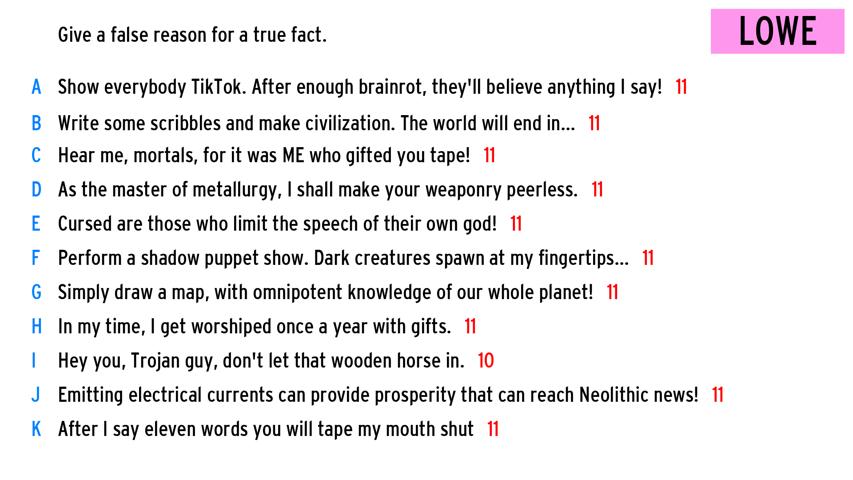 Give a false reason for a true fact.
LOWE
A Show everybody TikTok. After enough brainrot, they'll believe anything I say! 11
B Write some scribbles and make civilization. The world will end in... 11
C Hear me, mortals, for it was ME who gifted you tape! 11
D As the master of metallurgy, I shall make your weaponry peerless. 11
E Cursed are those who limit the speech of their own god! 11
F Perform a shadow puppet show. Dark creatures spawn at my fingertips... 11
G Simply draw a map, with omnipotent knowledge of our whole planet! 11
H In my time, I get worshiped once a year with gifts. 11
I Hey you, Trojan guy, don't let that wooden horse in. 10
J Emitting electrical currents can provide prosperity that can reach Neolithic news! 11
K After I say eleven words you will tape my mouth shut 11